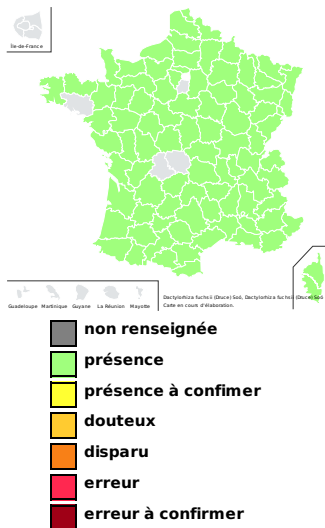 Île-de-France
Guadeloupe Martinique Guyane La Réunion Mayotte
Dactylorhiza fuchsii (Druce) Soó, Dactylorhiza fuchsii (Druce) Soó
Carte en cours d'élaboration.
non renseignée
présence
présence à confimer
douteux
disparu
erreur
erreur à confirmer